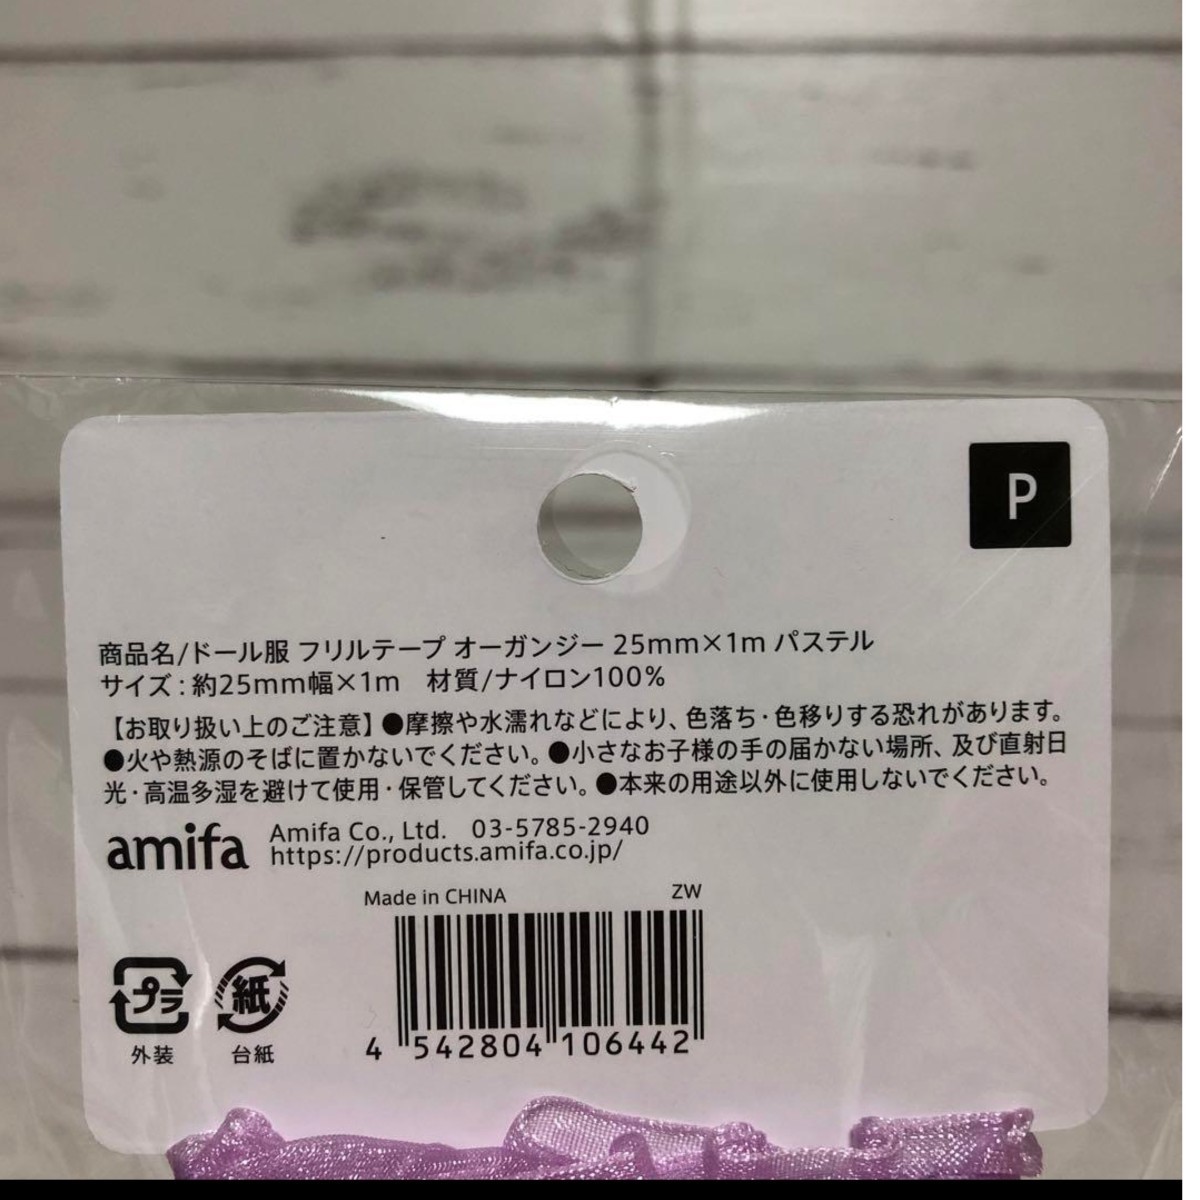 P
商品名/ドール服 フリルテープ オーガンジー 25mm×1m パステル
サイズ:約25mm幅×1m 材質/ナイロン100%
【お取り扱い上のご注意】●摩擦や水濡れなどにより、色落ち・色移りする恐れがあります。
●火や熱源のそばに置かないでください。●小さなお子様の手の届かない場所、及び直射日
光・高温多湿を避けて使用・保管してください。●本来の用途以外に使用しないでください。
amifa
Amifa Co., Ltd. 03-5785-2940
https://products.amifa.co.jp/
Made in CHINA ZW
4 542804 106442
プラ 紙
外装 台紙